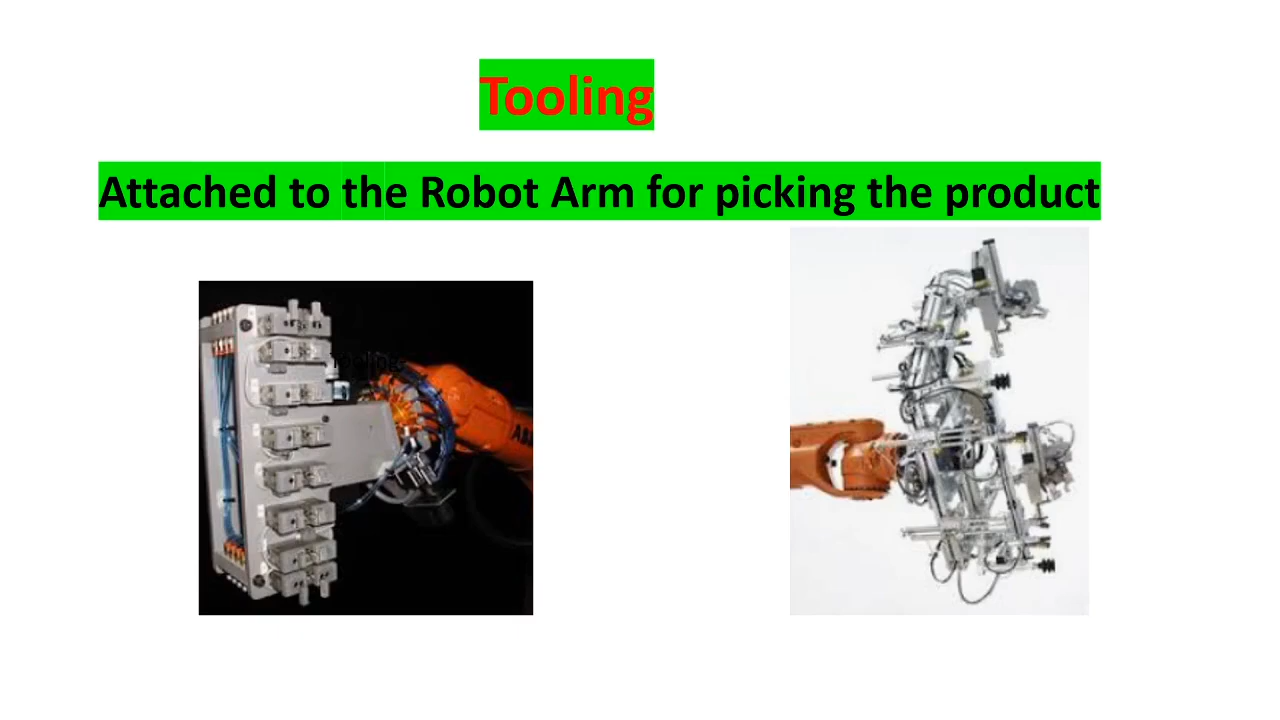 Tooling
Attached to the Robot Arm for picking the product